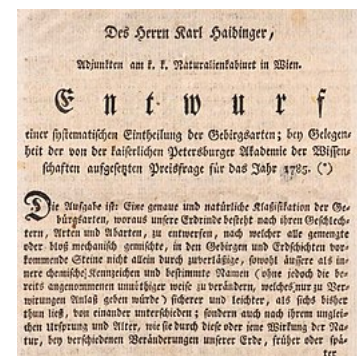 Des Herrn Karl Haidinger,
Adjunkten am k. k. Naturalienkabinet in Wien.
Entwurf
einer systematischen Eintheilung der Gebirgsarten; bey Gelegen-
heit der von der kaiserlichen Petersburger Akademie der Wissen-
schaften aufgesetzten Preisfrage für das Jahr 1785. (*)
Die Aufgabe ist: Eine genaue und natürliche Klassifikation der Ge-
bürgsarten, woraus unsere Erdrinde besteht nach ihren Geschlech-
tern, Arten und Abarten, zu entwerfen, nach welcher alle gemengte
oder bloß mechanisch gemischte, in den Gebirgen und Erdschichten vor-
kommende Steine nicht allein durch zuverläßige, sowohl äussere als in-
nere chemische Kennzeichen und bestimmte Namen (ohne jedoch die be-
reits angenommenen unnöthiger weise zu verändern, welches nur zu Ver-
wirungen Anlaß geben würde) sicherer und leichter, als sichs bisher
thun ließ, von einander unterschieden; sondern auch nach ihrem unglei-
chen Ursprung und Alter, wie sie durch diese oder jene Wirkung der Na-
tur, bey verschiedenen Veränderungen unserer Erde, früher oder spä-
ter